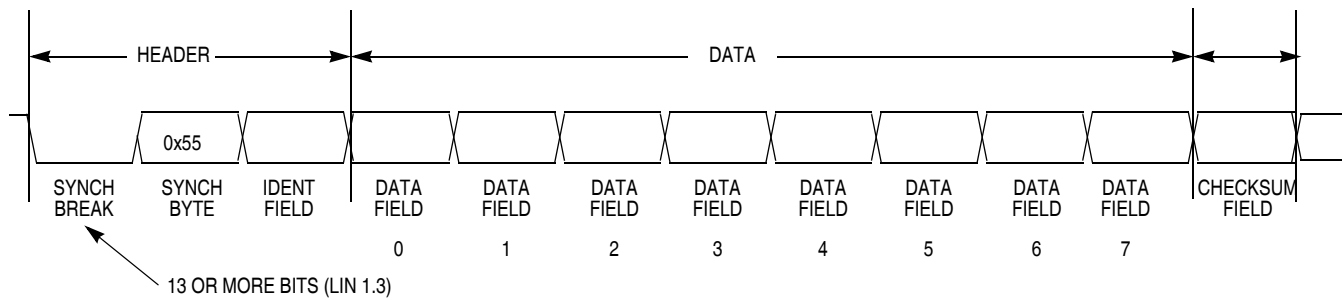 HEADER DATA
0x55
SYNCH BREAK SYNCH BYTE IDENT FIELD DATA FIELD DATA FIELD DATA FIELD DATA FIELD DATA FIELD DATA FIELD DATA FIELD DATA FIELD CHECKSUM FIELD
0 1 2 3 4 5 6 7
13 OR MORE BITS (LIN 1.3)